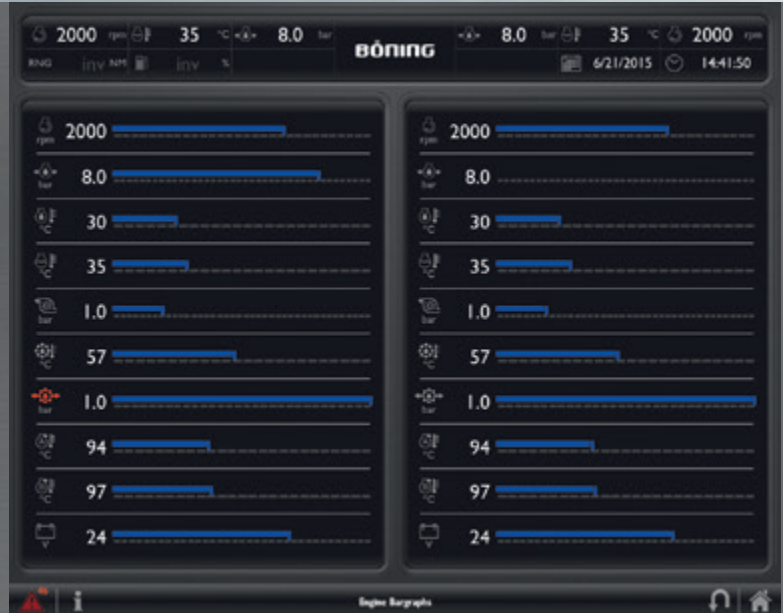 2000 rpm 35 °C 8.0 bar
RNG inv NM inv %
BÖNING
8.0 bar 35 °C 2000 rpm
6/21/2015 14:41:50
2000
rpm
8.0
bar
30
°C
35
°C
1.0
bar
57
°C
1.0
bar
94
°C
97
°C
24
V
2000
rpm
8.0
bar
30
°C
35
°C
1.0
bar
57
°C
1.0
bar
94
°C
97
°C
24
V
i
Engine Bargraphs